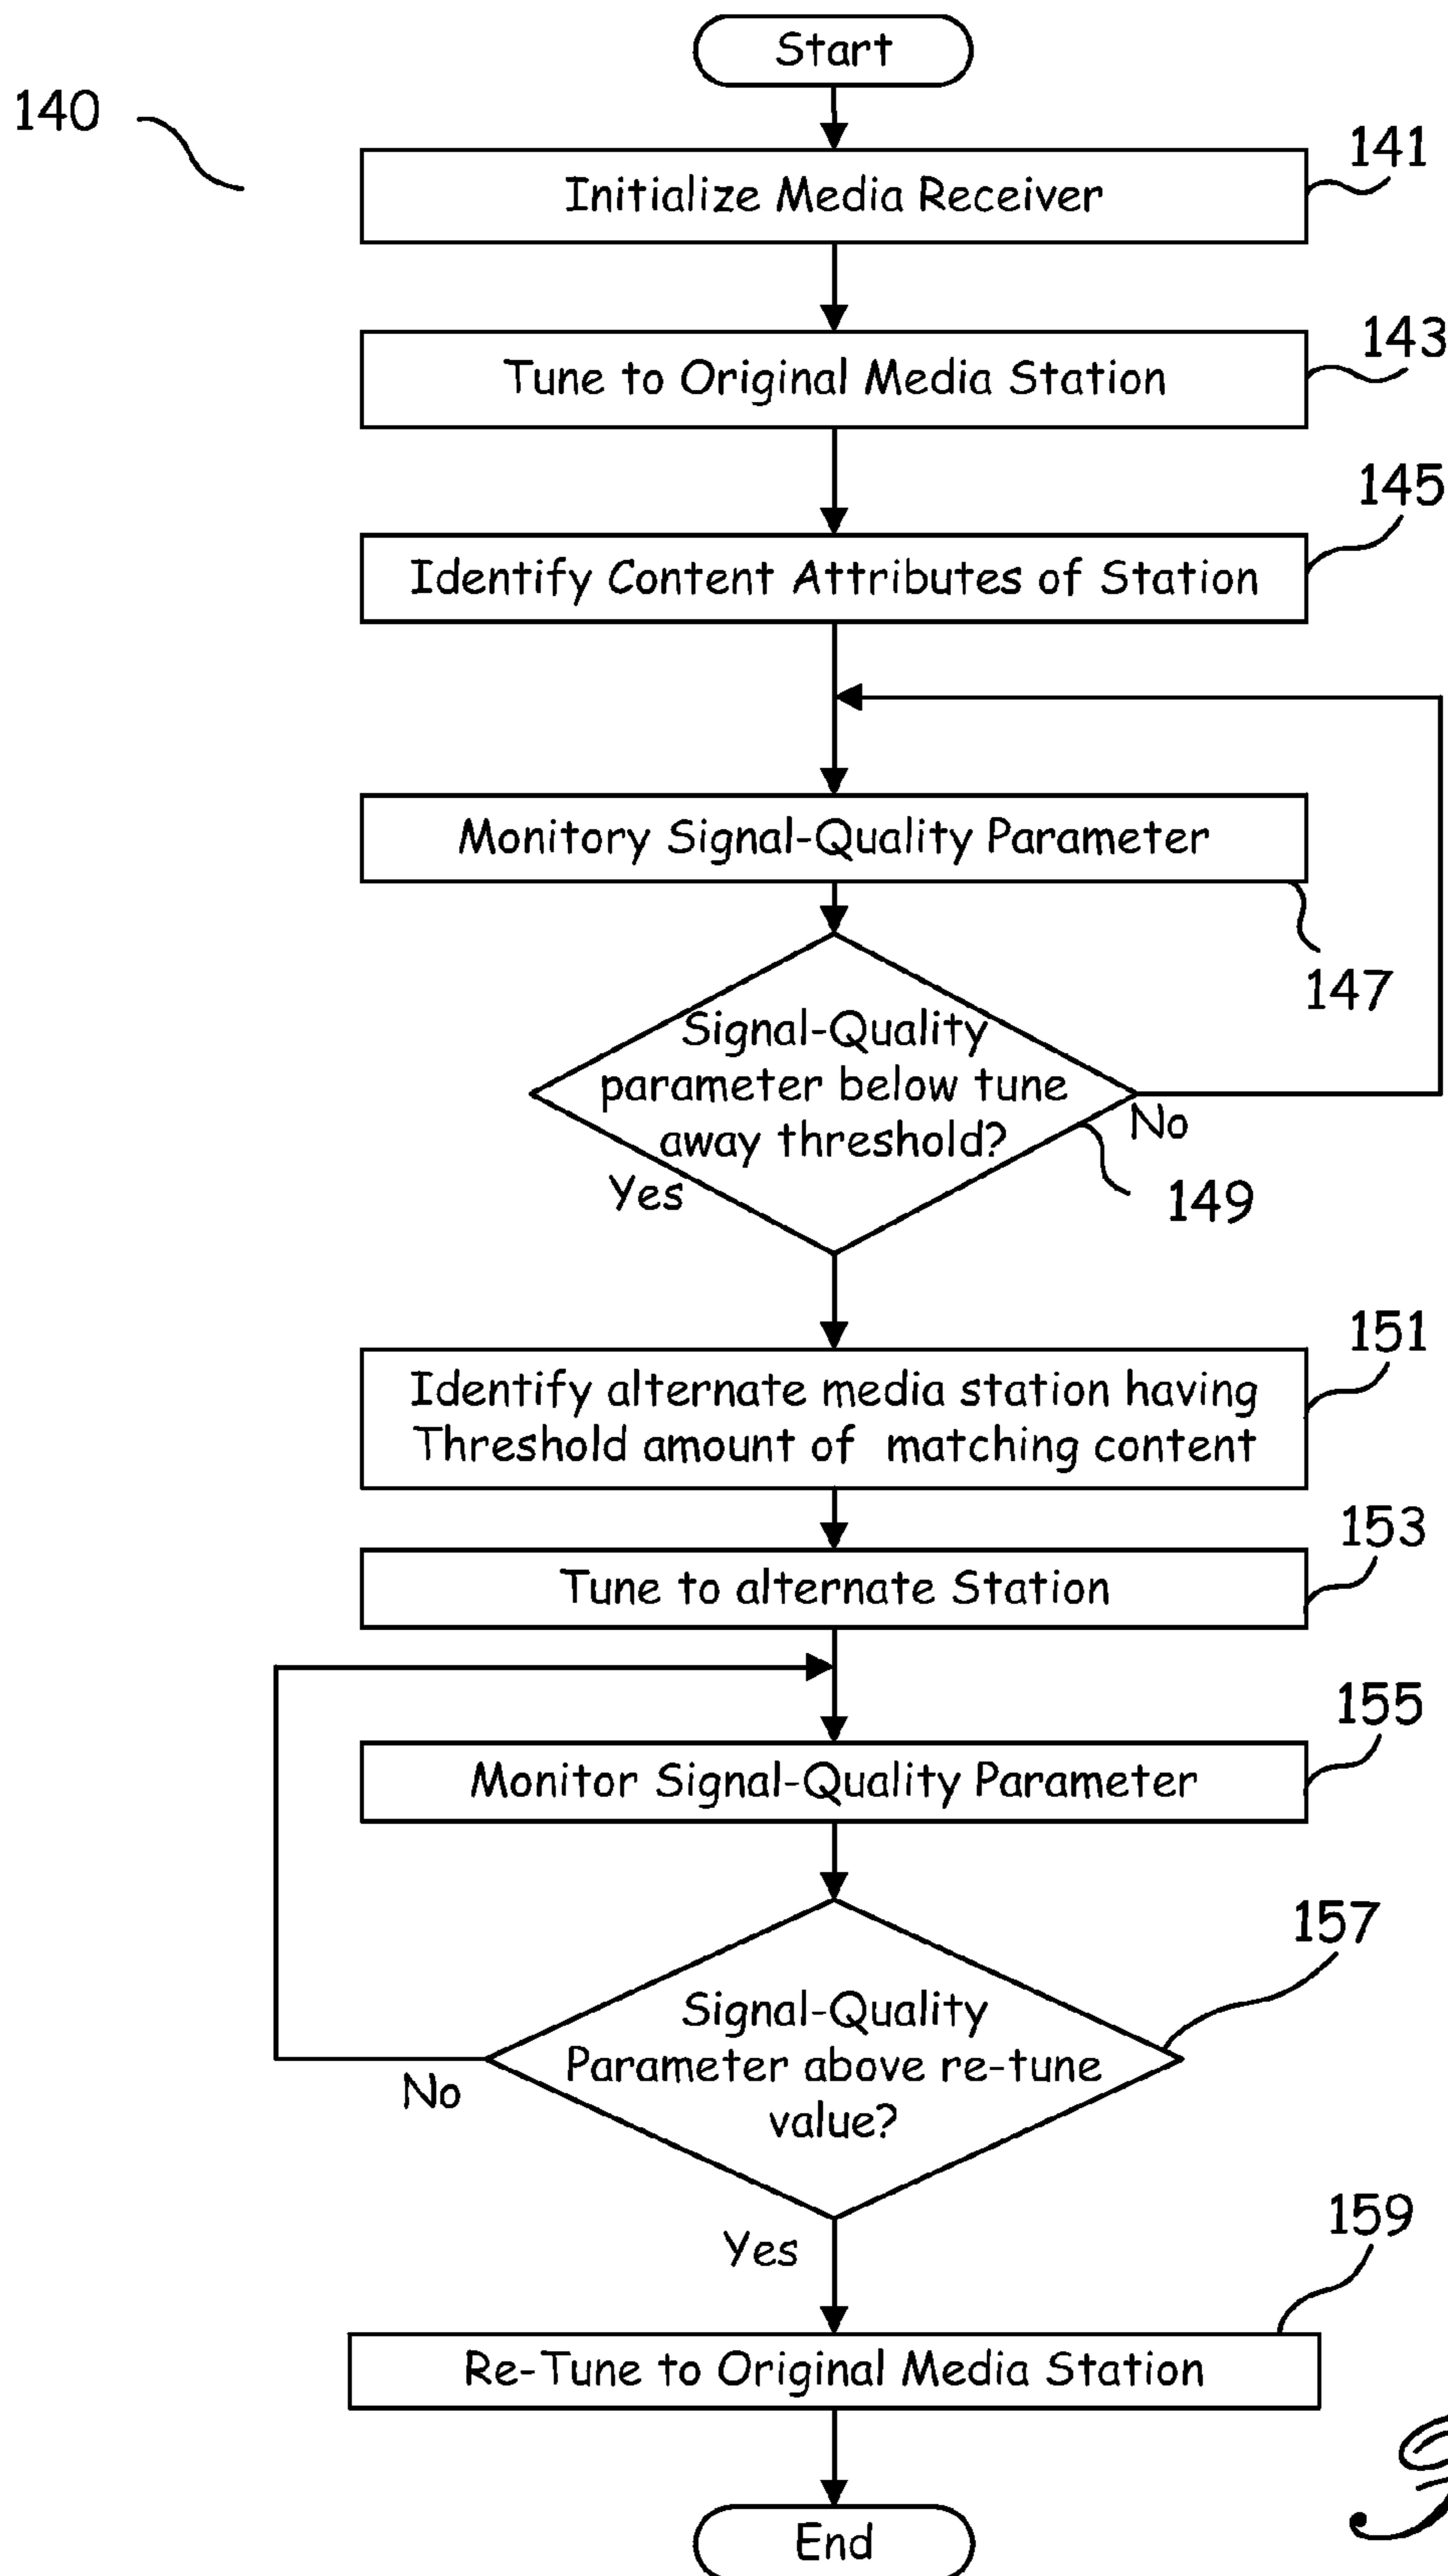 Start
140
141
Initialize Media Receiver
143
Tune to Original Media Station
145
Identify Content Attributes of Station
Monitory Signal-Quality Parameter
147
Signal-Quality
parameter below tune
away threshold?
No
Yes
149
151
Identify alternate media station having
Threshold amount of matching content
153
Tune to alternate Station
155
Monitor Signal-Quality Parameter
157
Signal-Quality
Parameter above re-tune
value?
No
Yes
159
Re-Tune to Original Media Station
End